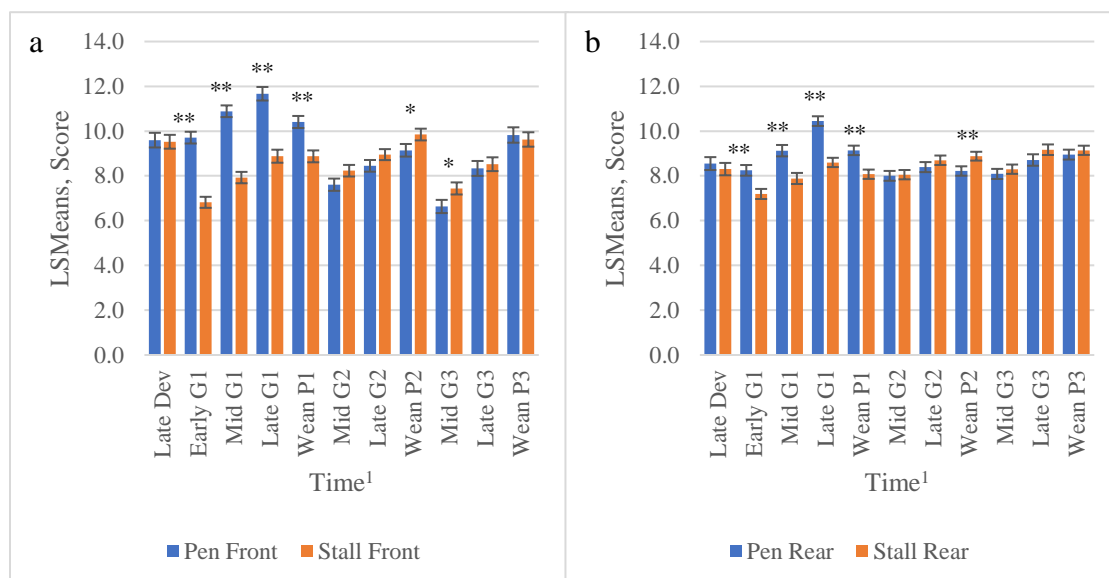 a
14.0
12.0
10.0
8.0
6.0
4.0
2.0
0.0
LSMeans, Score
**
**
**
**
*
*
Late Dev
Early G1
Mid G1
Late G1
Wean P1
Mid G2
Late G2
Wean P2
Mid G3
Late G3
Wean P3
Time¹
Pen Front
Stall Front
b
14.0
12.0
10.0
8.0
6.0
4.0
2.0
0.0
LSMeans, Score
**
**
**
**
**
Late Dev
Early G1
Mid G1
Late G1
Wean P1
Mid G2
Late G2
Wean P2
Mid G3
Late G3
Wean P3
Time¹
Pen Rear
Stall Rear